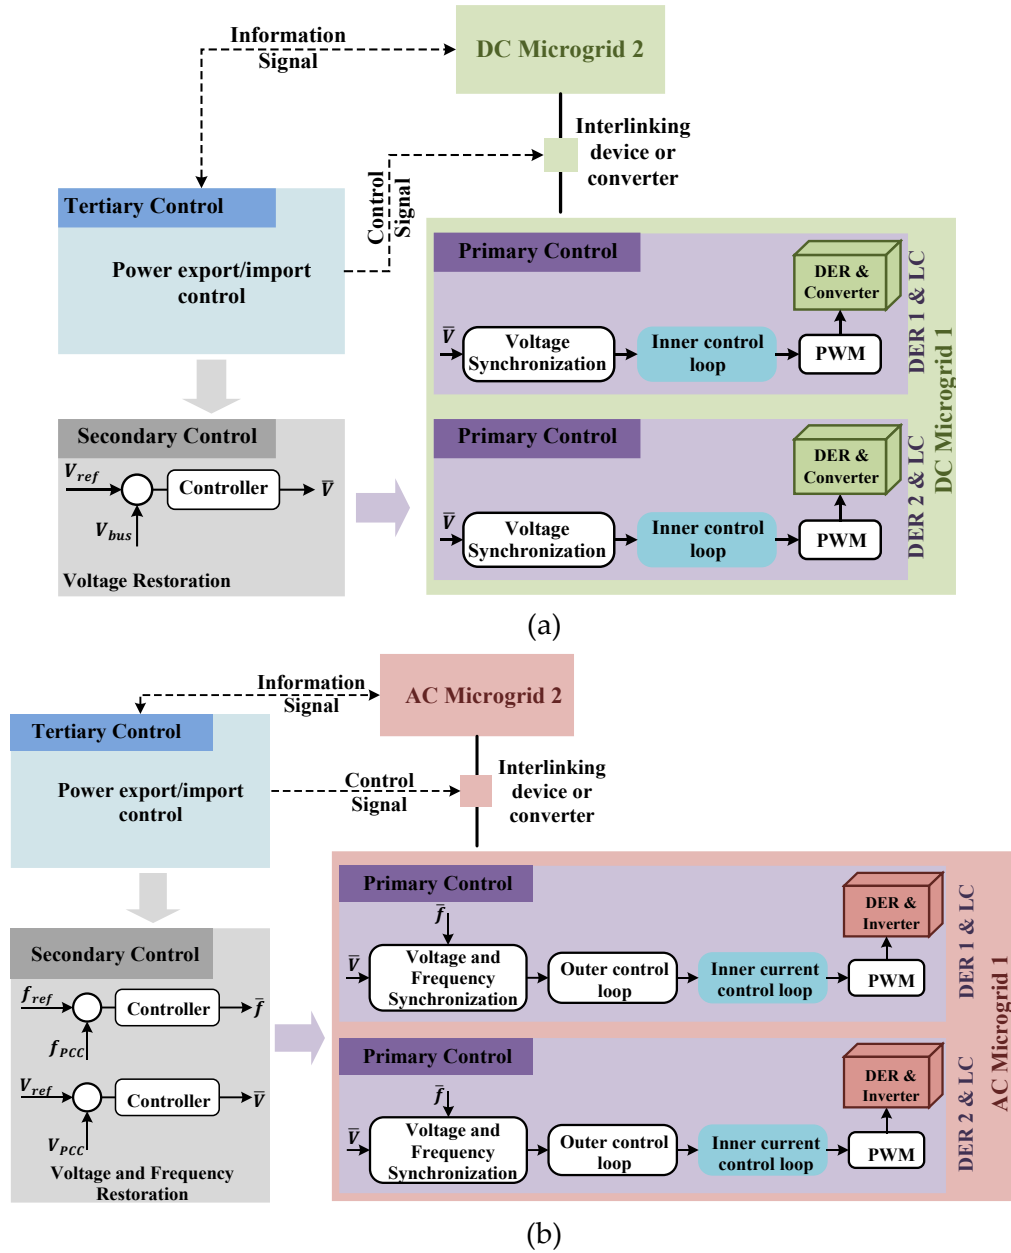 Information
Signal
DC Microgrid 2
Interlinking
device or
converter
Control
Signal
Tertiary Control
Power export/import
control
Secondary Control
V_ref
Controller
V̅
V_bus
Voltage Restoration
Primary Control
V̅
Voltage
Synchronization
Inner control
loop
PWM
DER &
Converter
DER 1 & LC
Primary Control
V̅
Voltage
Synchronization
Inner control
loop
PWM
DER &
Converter
DER 2 & LC
DC Microgrid 1
(a)
Information
Signal
AC Microgrid 2
Interlinking
device or
converter
Control
Signal
Tertiary Control
Power export/import
control
Secondary Control
f_ref
Controller
f̅
f_PCC
V_ref
Controller
V̅
V_PCC
Voltage and Frequency
Restoration
Primary Control
f̅
V̅
Voltage and
Frequency
Synchronization
Outer control
loop
Inner current
control loop
PWM
DER &
Inverter
DER 1 & LC
Primary Control
f̅
V̅
Voltage and
Frequency
Synchronization
Outer control
loop
Inner current
control loop
PWM
DER &
Inverter
DER 2 & LC
AC Microgrid 1
(b)